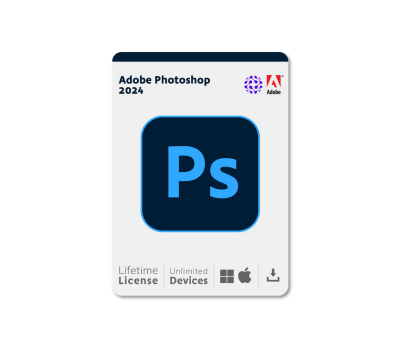 Adobe Photoshop
2024
Adobe
Ps
Lifetime
License
Unlimited
Devices